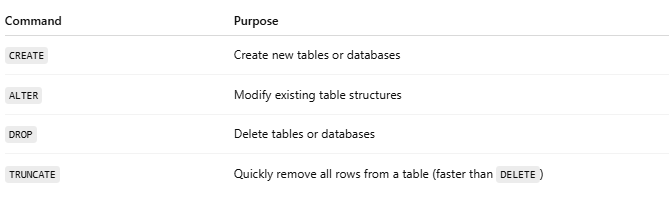 Command Purpose
CREATE Create new tables or databases
ALTER Modify existing table structures
DROP Delete tables or databases
TRUNCATE Quickly remove all rows from a table (faster than DELETE )